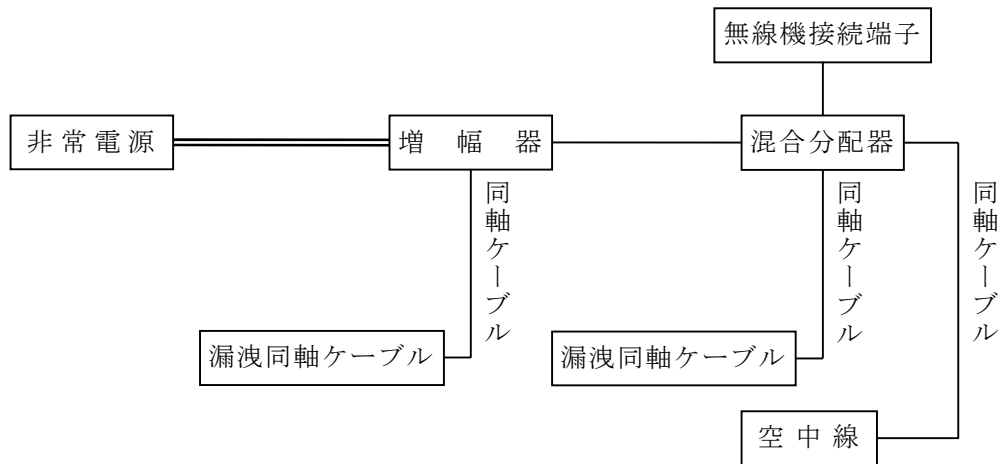 無線機接続端子
非常電源
増幅器
混合分配器
同軸ケーブル
同軸ケーブル
同軸ケーブル
漏洩同軸ケーブル
漏洩同軸ケーブル
空中線